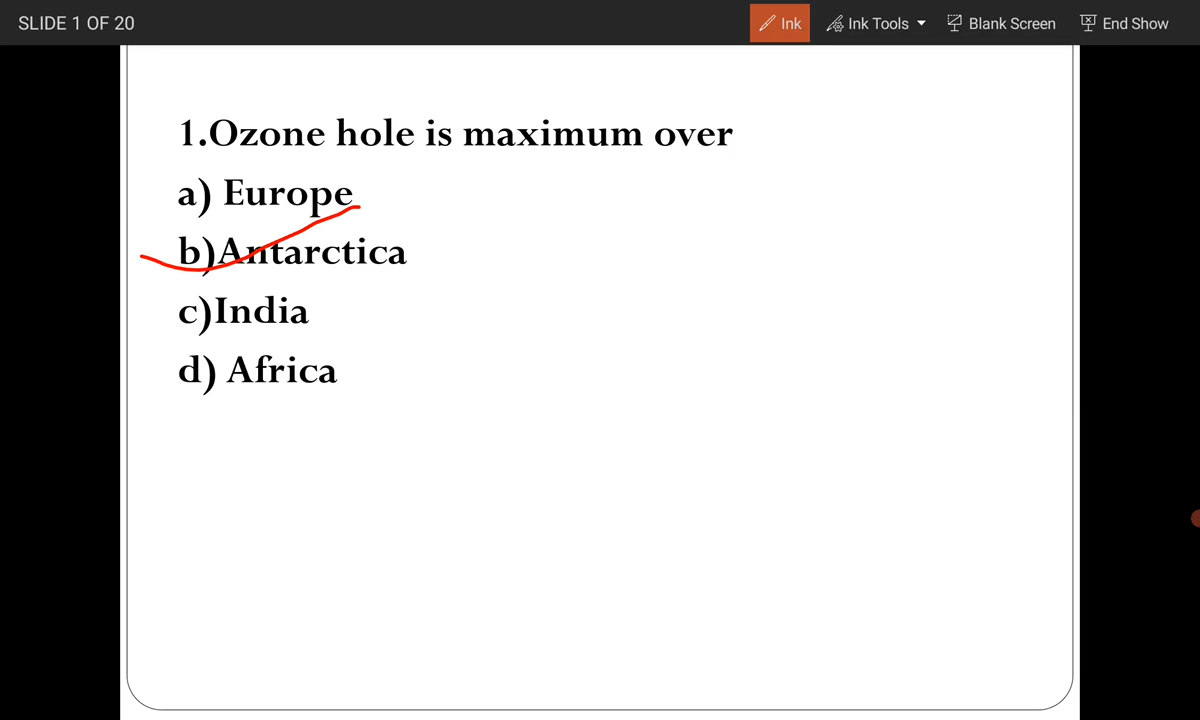 SLIDE 1 OF 20 Ink Ink Tools Blank Screen End Show
1.Ozone hole is maximum over
a) Europe
b)Antarctica
c)India
d) Africa